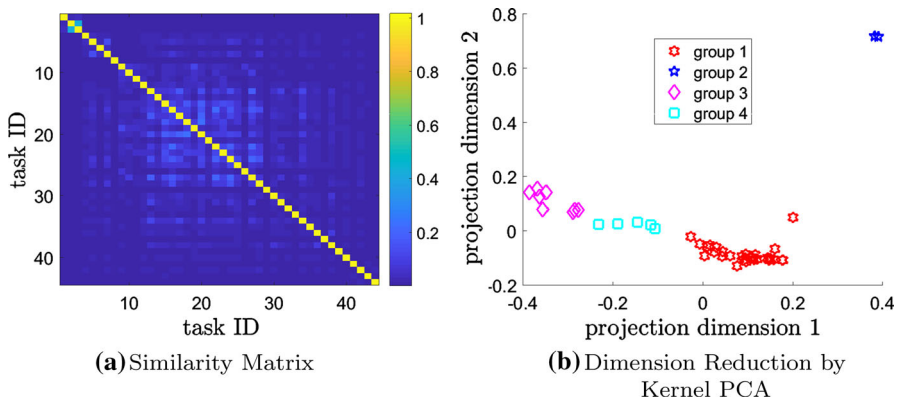 task ID
10
20
30
40
10
20
30
40
task ID
1
0.8
0.6
0.4
0.2
(a) Similarity Matrix
projection dimension 2
0.8
0.6
0.4
0.2
0
-0.2
-0.4
-0.2
0
0.2
0.4
projection dimension 1
group 1
group 2
group 3
group 4
(b) Dimension Reduction by
Kernel PCA